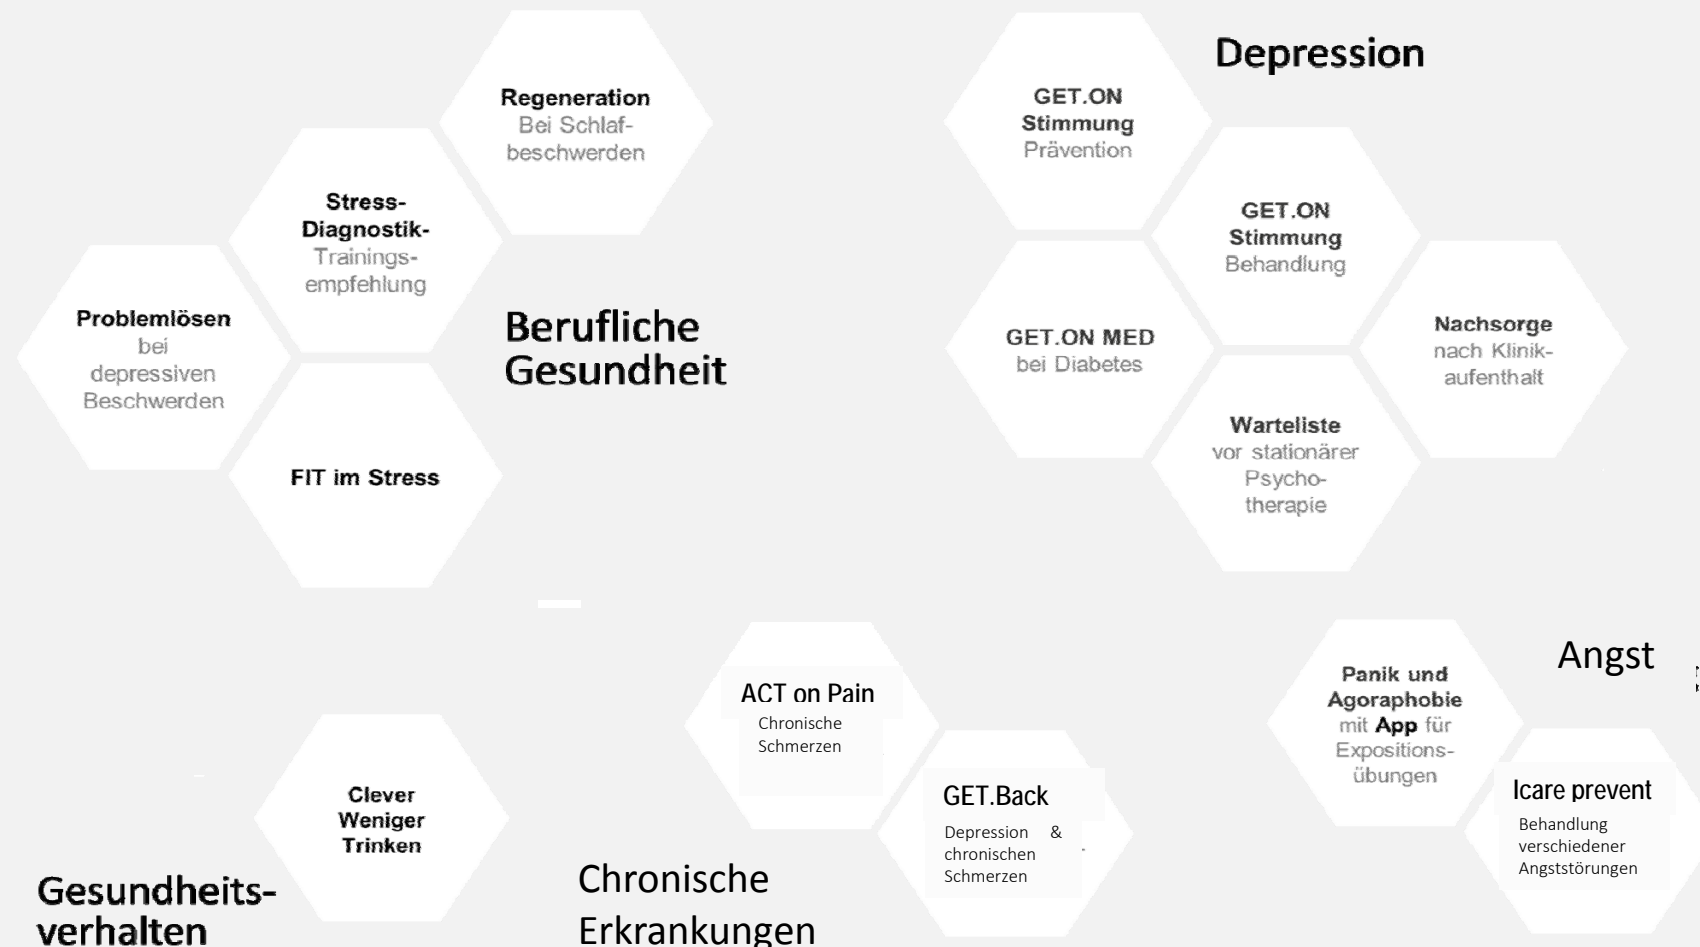 Regeneration
Bei Schlaf-
beschwerden
Stress-
Diagnostik-
Trainings-
empfehlung
Problemlösen
bei
depressiven
Beschwerden
FIT im Stress
Berufliche
Gesundheit
Depression
GET.ON
Stimmung
Prävention
GET.ON
Stimmung
Behandlung
GET.ON MED
bei Diabetes
Nachsorge
nach Klinik-
aufenthalt
Warteliste
vor stationärer
Psycho-
therapie
Clever
Weniger
Trinken
Gesundheits-
verhalten
ACT on Pain
Chronische
Schmerzen
GET.Back
Depression &
chronischen
Schmerzen
Chronische
Erkrankungen
Angst
Panik und
Agoraphobie
mit App für
Expositions-
übungen
Icare prevent
Behandlung
verschiedener
Angststörungen